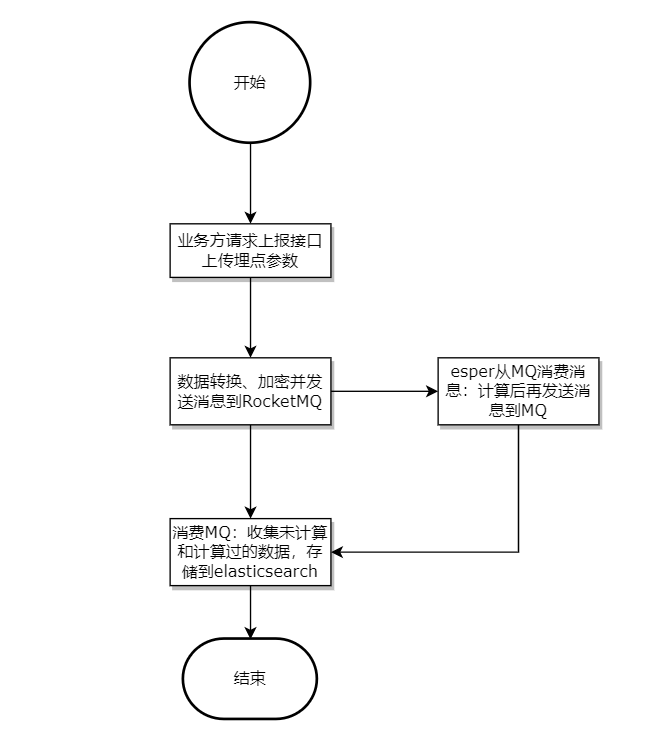 开始
业务方请求上报接口
上传埋点参数
数据转换、加密并发
送消息到RocketMQ
esper从MQ消费消
息：计算后再发送消
息到MQ
消费MQ：收集未计算
和计算过的数据，存
储到elasticsearch
结束